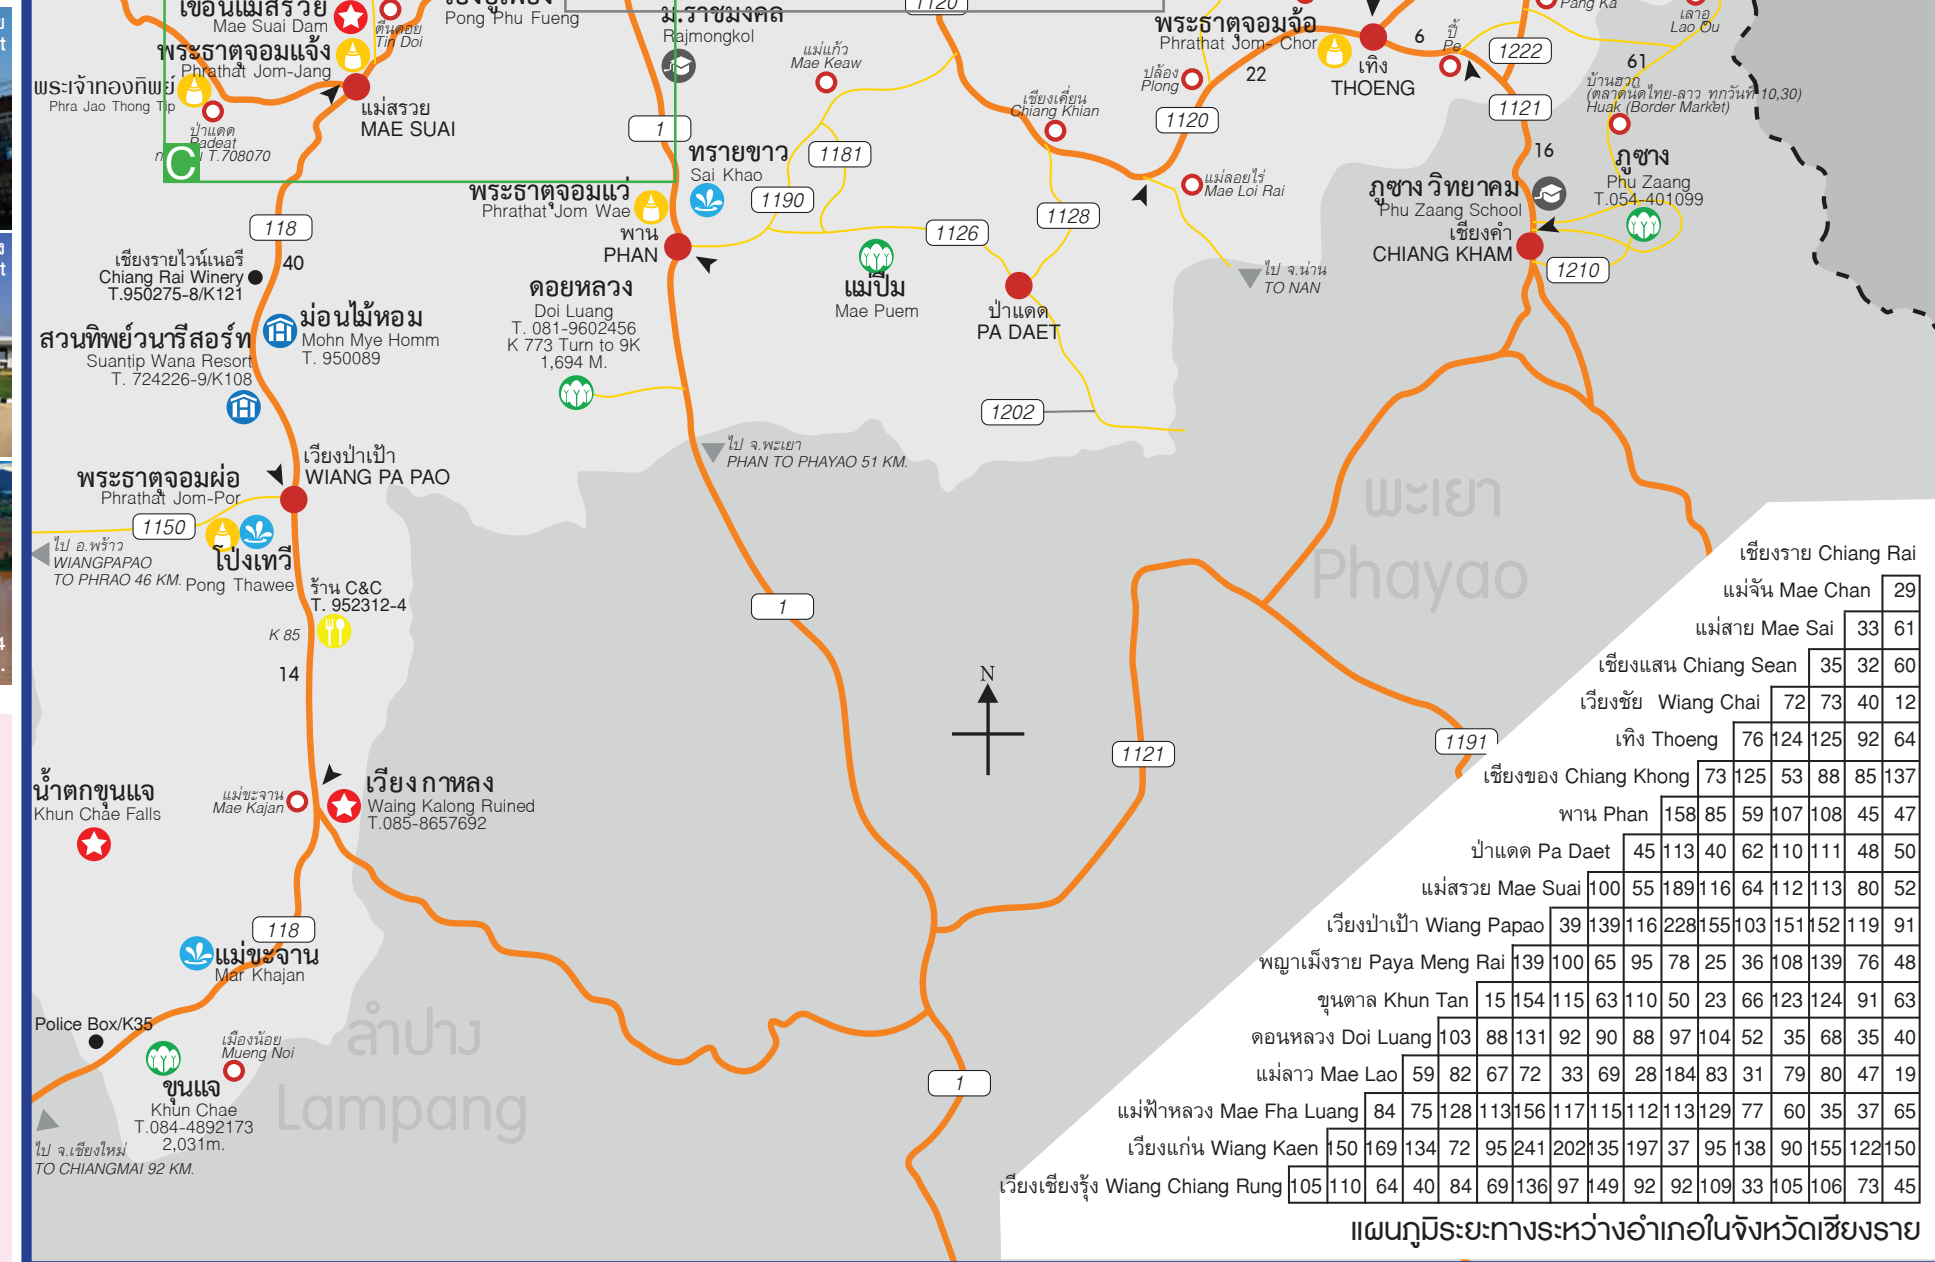 เขื่อนแม่สรวย
Mae Suai Dam
ตีนดอย
Tin Doi
Pong Phu Fueng
ม.ราชมงคล
Rajmongkol
1120
พระธาตุจอมแจ้ง
Phrathat Jom-Jang
พระเจ้าทองทิพย์
Phra Jao Thong Tip
ป่าแดด
Padeat
T.708070
C
แม่สรวย
MAE SUAI
118
40
เชียงรายไวน์เนอรี
Chiang Rai Winery
T.950275-8/K121
สวนทิพย์วนารีสอร์ท
Suantip Wana Resort
T. 724226-9/K108
ม่อนไม้หอม
Mohn Mye Homm
T. 950089
1
ทรายขาว
Sai Khao
พระธาตุจอมแว่
Phrathat Jom Wae
พาน
PHAN
แม่แก้ว
Mae Keaw
1181
1190
1126
ดอยหลวง
Doi Luang
T. 081-9602456
K 773 Turn to 9K
1,694 M.
แม่ปืม
Mae Puem
ป่าแดด
PA DAET
1128
1202
เชียงเคี่ยน
Chiang Khian
พระธาตุจอมจ้อ
Phrathat Jom- Chor
ปล้อง
Plong
22
1120
แม่ลอยไร่
Mae Loi Rai
เทิง
THOENG
6
ปี้
Pe
1222
1121
16
Pang Ka
เลาอู
Lao Ou
61
บ้านฮวก
(ตลาดนัดไทย-ลาว ทุกวันที่ 10,30)
Huak (Border Market)
ภูซาง
Phu Zaang
T.054-401099
ภูซาง วิทยาคม
Phu Zaang School
เชียงคำ
CHIANG KHAM
1210
ไป จ.น่าน
TO NAN
ไป จ.พะเยา
PHAN TO PHAYAO 51 KM.
เวียงป่าเป้า
WIANG PA PAO
พระธาตุจอมผ่อ
Phrathat Jom-Por
1150
ไป อ.พร้าว
WIANGPAPAO
TO PHRAO 46 KM.
โป่งเทวี
Pong Thawee
ร้าน C&C
T. 952312-4
K 85
14
1
พะเยา
Phayao
N
1121
1191
น้ำตกขุนแจ
Khun Chae Falls
แม่ขะจาน
Mae Kajan
เวียง กาหลง
Waing Kalong Ruined
T.085-8657692
118
แม่ขะจาน
Mar Khajan
Police Box/K35
เมืองน้อย
Mueng Noi
ขุนแจ
Khun Chae
T.084-4892173
2,031m.
ไป จ.เชียงใหม่
TO CHIANGMAI 92 KM.
ลำปาง
Lampang
1
เชียงราย Chiang Rai
แม่จัน Mae Chan 29
แม่สาย Mae Sai 33 61
เชียงแสน Chiang Sean 35 32 60
เวียงชัย Wiang Chai 72 73 40 12
เทิง Thoeng 76 124 125 92 64
เชียงของ Chiang Khong 73 125 53 88 85 137
พาน Phan 158 85 59 107 108 45 47
ป่าแดด Pa Daet 45 113 40 62 110 111 48 50
แม่สรวย Mae Suai 100 55 189 116 64 112 113 80 52
เวียงป่าเป้า Wiang Papao 39 139 116 228 155 103 151 152 119 91
พญาเม็งราย Paya Meng Rai 139 100 65 95 78 25 36 108 139 76 48
ขุนตาล Khun Tan 15 154 115 63 110 50 23 66 123 124 91 63
ดอนหลวง Doi Luang 103 88 131 92 90 88 97 104 52 35 68 35 40
แม่ลาว Mae Lao 59 82 67 72 33 69 28 184 83 31 79 80 47 19
แม่ฟ้าหลวง Mae Fha Luang 84 75 128 113 156 117 115 112 113 129 77 60 35 37 65
เวียงแก่น Wiang Kaen 150 169 134 72 95 241 202 135 197 37 95 138 90 155 122 150
เวียงเชียงรุ้ง Wiang Chiang Rung 105 110 64 40 84 69 136 97 149 92 92 109 33 105 106 73 45
แผนภูมิระยะทางระหว่างอำเภอในจังหวัดเชียงราย